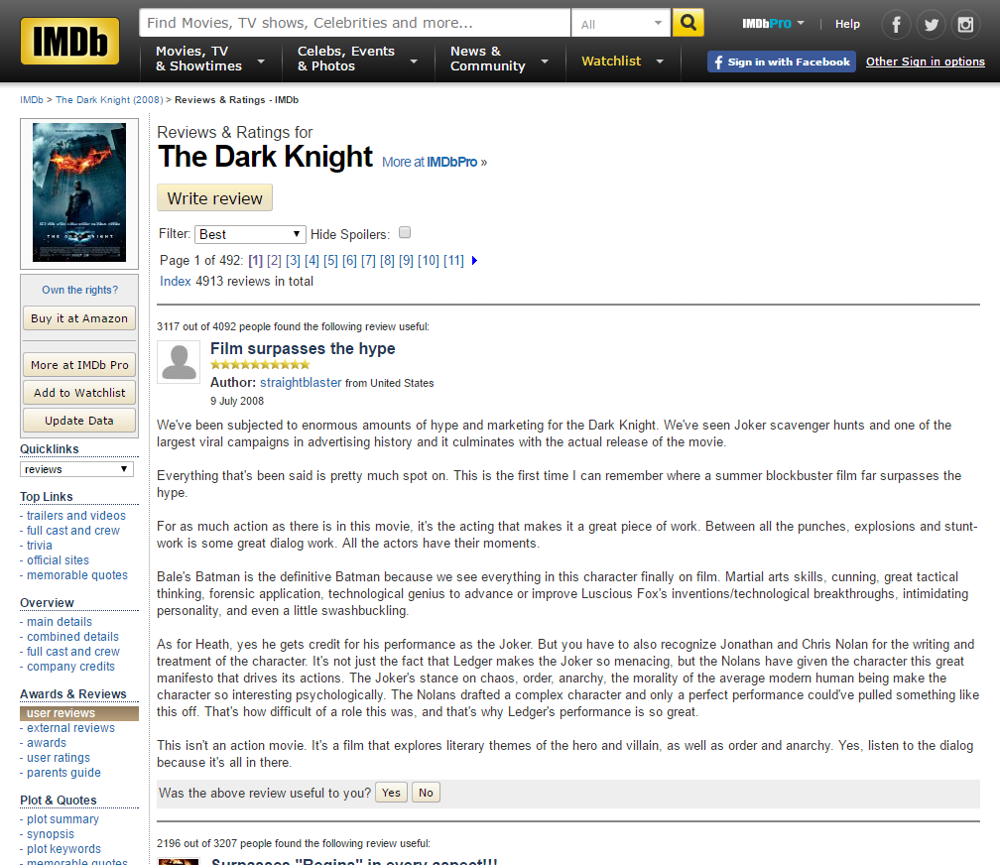 IMDb
Find Movies, TV shows, Celebrities and more...
All
IMDbPro
Help
Movies, TV
& Showtimes
Celebs, Events
& Photos
News &
Community
Watchlist
Sign in with Facebook
Other Sign in options
IMDb > The Dark Knight (2008) > Reviews & Ratings - IMDb
THE DARK KNIGHT
Own the rights?
Buy it at Amazon
More at IMDb Pro
Add to Watchlist
Update Data
Quicklinks
reviews
Top Links
- trailers and videos
- full cast and crew
- trivia
- official sites
- memorable quotes
Overview
- main details
- combined details
- full cast and crew
- company credits
Awards & Reviews
user reviews
- external reviews
- awards
- user ratings
- parents guide
Plot & Quotes
- plot summary
- synopsis
- plot keywords
- memorable quotes
Reviews & Ratings for
The Dark Knight More at IMDbPro »
Write review
Filter: Best Hide Spoilers:
Page 1 of 492: [1] [2] [3] [4] [5] [6] [7] [8] [9] [10] [11]
Index 4913 reviews in total
3117 out of 4092 people found the following review useful:
Film surpasses the hype
Author: straightblaster from United States
9 July 2008
We've been subjected to enormous amounts of hype and marketing for the Dark Knight. We've seen Joker scavenger hunts and one of the
largest viral campaigns in advertising history and it culminates with the actual release of the movie.
Everything that's been said is pretty much spot on. This is the first time I can remember where a summer blockbuster film far surpasses the
hype.
For as much action as there is in this movie, it's the acting that makes it a great piece of work. Between all the punches, explosions and stunt-
work is some great dialog work. All the actors have their moments.
Bale's Batman is the definitive Batman because we see everything in this character finally on film. Martial arts skills, cunning, great tactical
thinking, forensic application, technological genius to advance or improve Luscious Fox's inventions/technological breakthroughs, intimidating
personality, and even a little swashbuckling.
As for Heath, yes he gets credit for his performance as the Joker. But you have to also recognize Jonathan and Chris Nolan for the writing and
treatment of the character. It's not just the fact that Ledger makes the Joker so menacing, but the Nolans have given the character this great
manifesto that drives its actions. The Joker's stance on chaos, order, anarchy, the morality of the average modern human being make the
character so interesting psychologically. The Nolans drafted a complex character and only a perfect performance could've pulled something like
this off. That's how difficult of a role this was, and that's why Ledger's performance is so great.
This isn't an action movie. It's a film that explores literary themes of the hero and villain, as well as order and anarchy. Yes, listen to the dialog
because it's all in there.
Was the above review useful to you? Yes No
2196 out of 3207 people found the following review useful:
Surpasses "Begins" in every aspect!!!